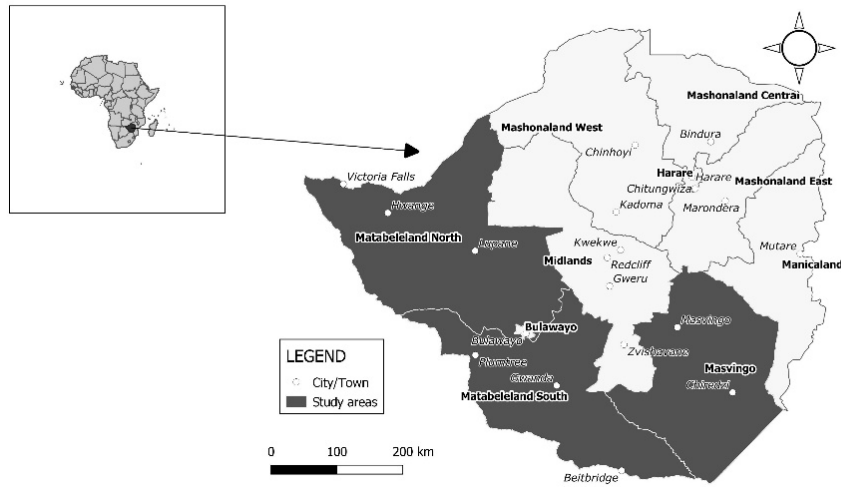 Mashonaland Central
Mashonaland West
Bindura
Chinhoyi
Harare
Harare
Victoria Falls
Chitungwiza
Mashonaland East
Hwange
Kadoma
Marondera
Matabeleland North
Lupane
Kwekwe
Mutare
Midlands
Redcliff
Manicaland
Gweru
Masvingo
Bulawayo
Bulawayo
Zvishavane
LEGEND
Plumtree
Masvingo
City/Town
Gwanda
Chiredzi
Study areas
Matabeleland South
0 100 200 km
Beitbridge